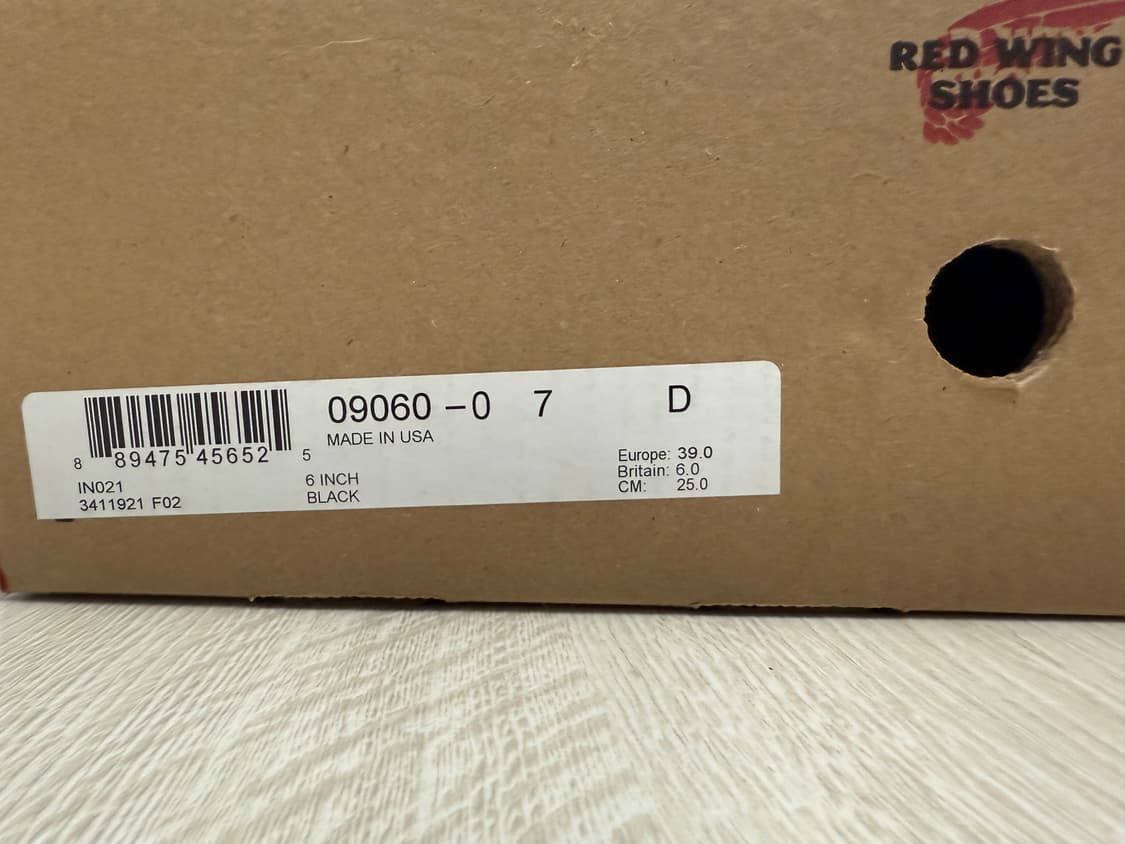 RED WING
SHOES
09060 -0 7 D
MADE IN USA
8 89475 45652 5
IN021
3411921 F02
6 INCH
BLACK
Europe: 39.0
Britain: 6.0
CM: 25.0